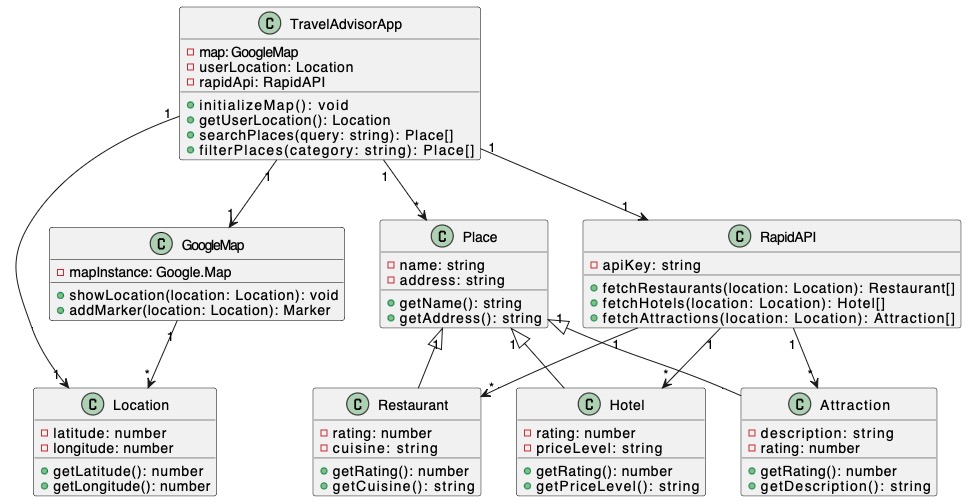 C TravelAdvisorApp
map: GoogleMap
userLocation: Location
rapidApi: RapidAPI
initializeMap(): void
getUserLocation(): Location
searchPlaces(query: string): Place[]
filterPlaces(category: string): Place[]
1
1
1
1
1
1
*
1
C GoogleMap
mapInstance: Google.Map
showLocation(location: Location): void
addMarker(location: Location): Marker
C Place
name: string
address: string
getName(): string
getAddress(): string
C RapidAPI
apiKey: string
fetchRestaurants(location: Location): Restaurant[]
fetchHotels(location: Location): Hotel[]
fetchAttractions(location: Location): Attraction[]
1
1
1
1
1
1
1
1
*
*
*
*
C Location
latitude: number
longitude: number
getLatitude(): number
getLongitude(): number
C Restaurant
rating: number
cuisine: string
getRating(): number
getCuisine(): string
C Hotel
rating: number
priceLevel: string
getRating(): number
getPriceLevel(): string
C Attraction
description: string
rating: number
getRating(): number
getDescription(): string